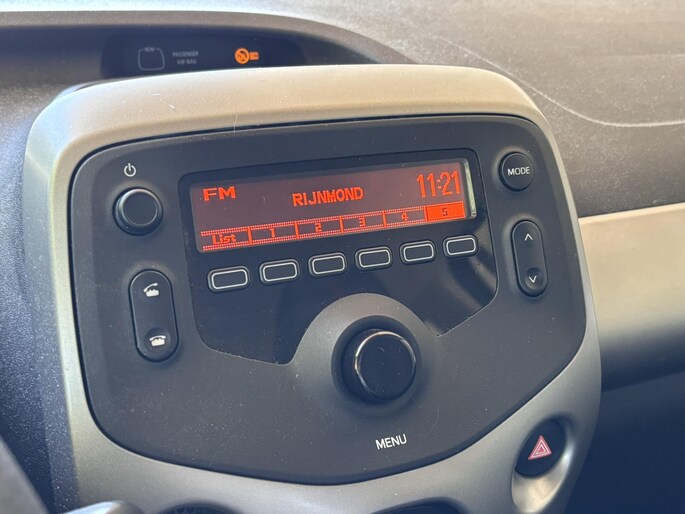 PASSENGER
AIR BAG
FM
RIJNMOND
11:21
List 1 2 3 4 5
MODE
MENU